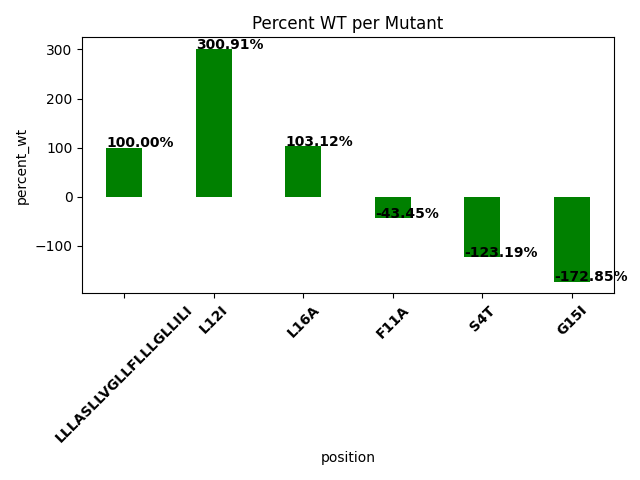 Percent WT per Mutant
300.91%
100.00%
103.12%
-43.45%
-123.19%
-172.85%
300
200
100
0
−100
percent_wt
LLLASLLVGLLFLLLGLLILI
L12I
L16A
F11A
S4T
G15I
position